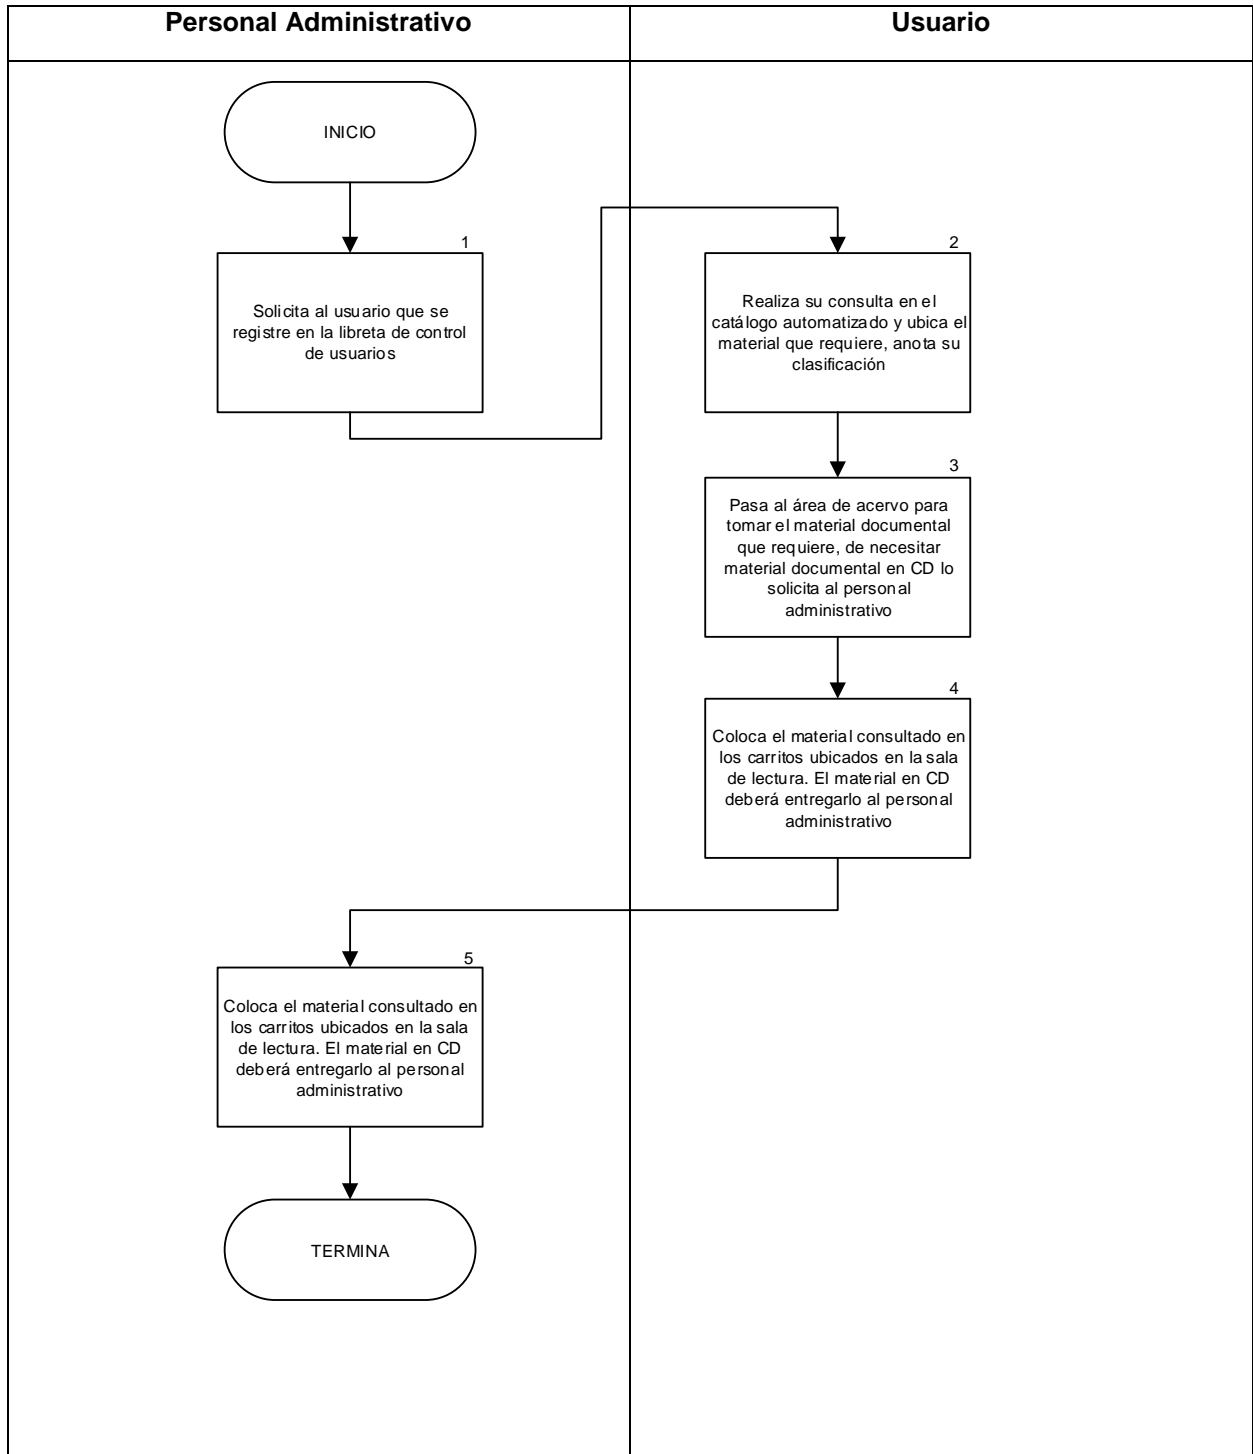 Personal Administrativo
Usuario
INICIO
1
Solicita al usuario que se
registre en la libreta de control
de usuarios
2
Realiza su consulta en el
catálogo automatizado y ubica el
material que requiere, anota su
clasificación
3
Pasa al área de acervo para
tomar el material documental
que requiere, de necesitar
material documental en CD lo
solicita al personal
administrativo
4
Coloca el material consultado en
los carritos ubicados en la sala
de lectura. El material en CD
deberá entregarlo al personal
administrativo
5
Coloca el material consultado en
los carritos ubicados en la sala
de lectura. El material en CD
deberá entregarlo al personal
administrativo
TERMINA